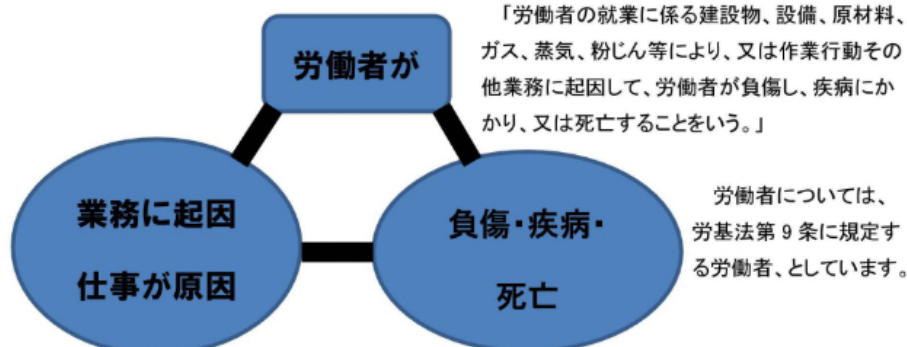 労働者が
「労働者の就業に係る建設物、設備、原材料、
ガス、蒸気、粉じん等により、又は作業行動その
他業務に起因して、労働者が負傷し、疾病にか
かり、又は死亡することをいう。」
業務に起因
仕事が原因
負傷・疾病・
死亡
労働者については、
労基法第9条に規定す
る労働者、としています。